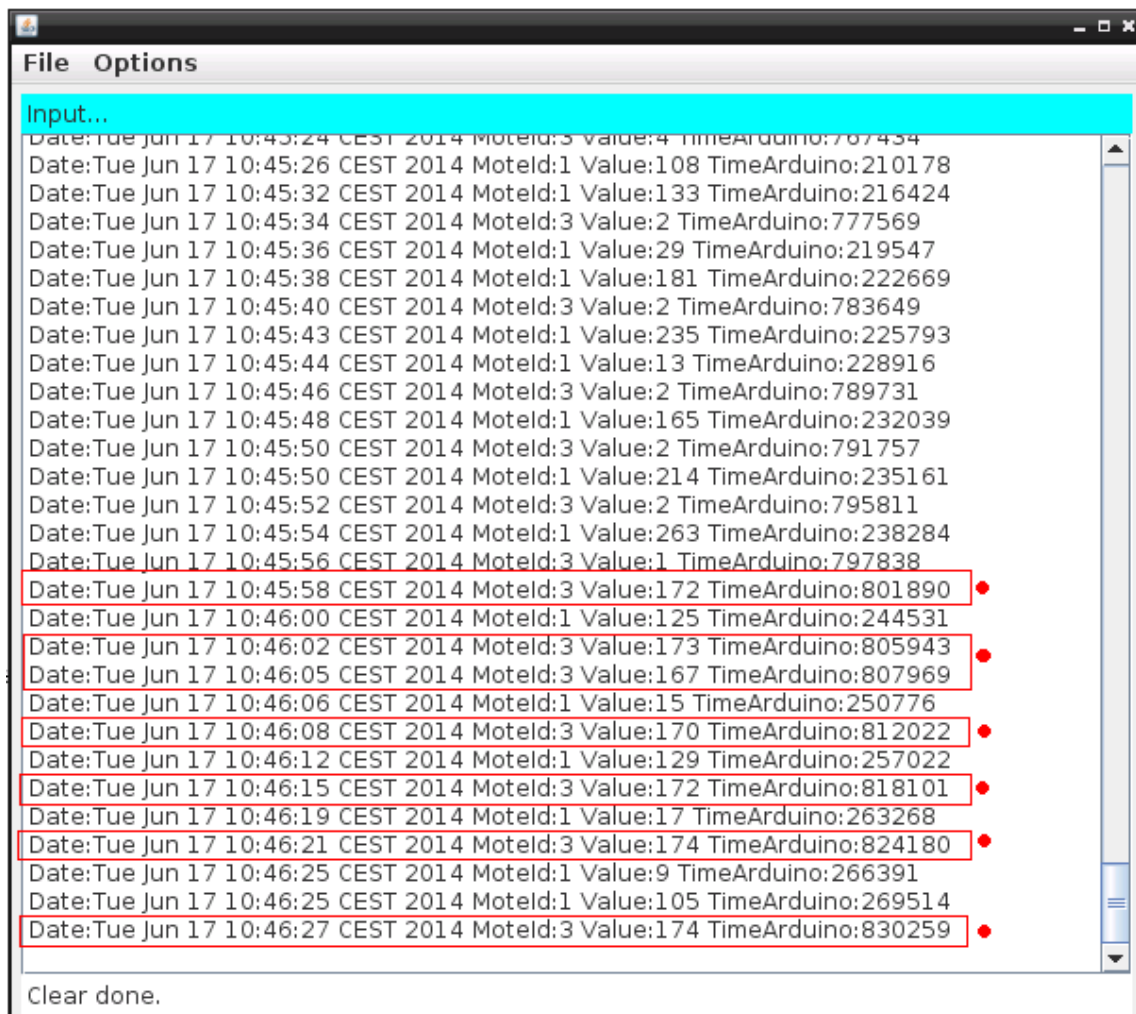 File Options
Input...
Date:Tue Jun 17 10:45:24 CEST 2014 MoteId:3 Value:4 TimeArduino:767434
Date:Tue Jun 17 10:45:26 CEST 2014 MoteId:1 Value:108 TimeArduino:210178
Date:Tue Jun 17 10:45:32 CEST 2014 MoteId:1 Value:133 TimeArduino:216424
Date:Tue Jun 17 10:45:34 CEST 2014 MoteId:3 Value:2 TimeArduino:777569
Date:Tue Jun 17 10:45:36 CEST 2014 MoteId:1 Value:29 TimeArduino:219547
Date:Tue Jun 17 10:45:38 CEST 2014 MoteId:1 Value:181 TimeArduino:222669
Date:Tue Jun 17 10:45:40 CEST 2014 MoteId:3 Value:2 TimeArduino:783649
Date:Tue Jun 17 10:45:43 CEST 2014 MoteId:1 Value:235 TimeArduino:225793
Date:Tue Jun 17 10:45:44 CEST 2014 MoteId:1 Value:13 TimeArduino:228916
Date:Tue Jun 17 10:45:46 CEST 2014 MoteId:3 Value:2 TimeArduino:789731
Date:Tue Jun 17 10:45:48 CEST 2014 MoteId:1 Value:165 TimeArduino:232039
Date:Tue Jun 17 10:45:50 CEST 2014 MoteId:3 Value:2 TimeArduino:791757
Date:Tue Jun 17 10:45:50 CEST 2014 MoteId:1 Value:214 TimeArduino:235161
Date:Tue Jun 17 10:45:52 CEST 2014 MoteId:3 Value:2 TimeArduino:795811
Date:Tue Jun 17 10:45:54 CEST 2014 MoteId:1 Value:263 TimeArduino:238284
Date:Tue Jun 17 10:45:56 CEST 2014 MoteId:3 Value:1 TimeArduino:797838
Date:Tue Jun 17 10:45:58 CEST 2014 MoteId:3 Value:172 TimeArduino:801890
Date:Tue Jun 17 10:46:00 CEST 2014 MoteId:1 Value:125 TimeArduino:244531
Date:Tue Jun 17 10:46:02 CEST 2014 MoteId:3 Value:173 TimeArduino:805943
Date:Tue Jun 17 10:46:05 CEST 2014 MoteId:3 Value:167 TimeArduino:807969
Date:Tue Jun 17 10:46:06 CEST 2014 MoteId:1 Value:15 TimeArduino:250776
Date:Tue Jun 17 10:46:08 CEST 2014 MoteId:3 Value:170 TimeArduino:812022
Date:Tue Jun 17 10:46:12 CEST 2014 MoteId:1 Value:129 TimeArduino:257022
Date:Tue Jun 17 10:46:15 CEST 2014 MoteId:3 Value:172 TimeArduino:818101
Date:Tue Jun 17 10:46:19 CEST 2014 MoteId:1 Value:17 TimeArduino:263268
Date:Tue Jun 17 10:46:21 CEST 2014 MoteId:3 Value:174 TimeArduino:824180
Date:Tue Jun 17 10:46:25 CEST 2014 MoteId:1 Value:9 TimeArduino:266391
Date:Tue Jun 17 10:46:25 CEST 2014 MoteId:1 Value:105 TimeArduino:269514
Date:Tue Jun 17 10:46:27 CEST 2014 MoteId:3 Value:174 TimeArduino:830259
Clear done.